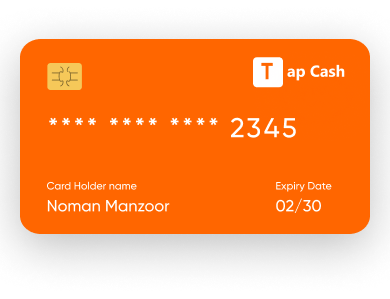 Tap Cash
**** **** **** 2345
Card Holder name
Expiry Date
Noman Manzoor
02/30